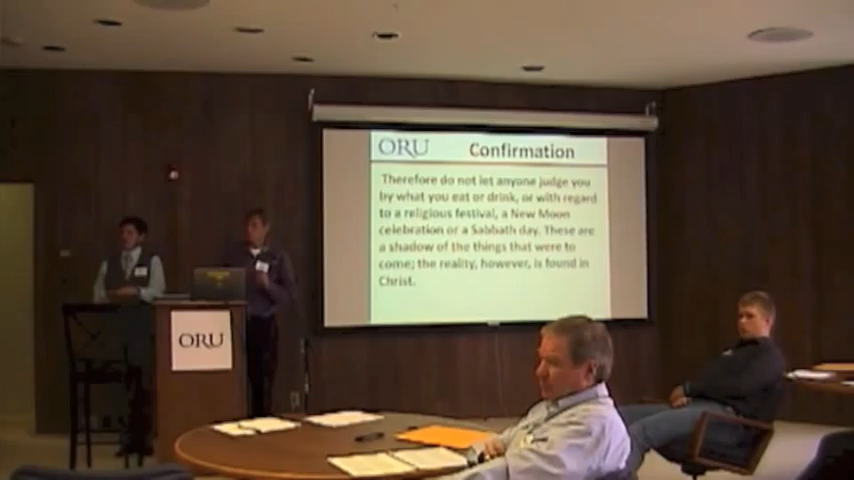 ORU Confirmation
Therefore do not let anyone judge you
by what you eat or drink, or with regard
to a religious festival, a New Moon
celebration or a Sabbath day. These are
a shadow of the things that were to
come; the reality, however, is found in
Christ.
ORU